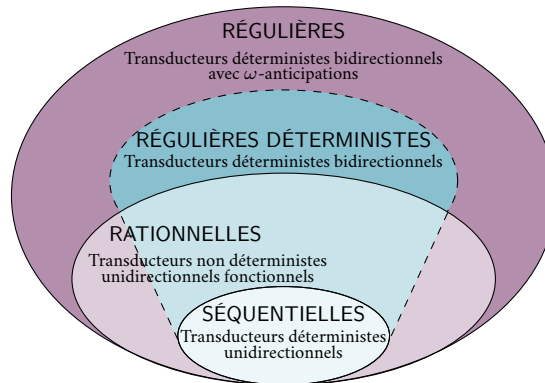 RÉGULIÈRES
Transducteurs déterministes bidirectionnels
avec ω-anticipations
RÉGULIÈRES DÉTERMINISTES
Transducteurs déterministes bidirectionnels
RATIONNELLES
Transducteurs non déterministes
unidirectionnels fonctionnels
SÉQUENTIELLES
Transducteurs déterministes
unidirectionnels